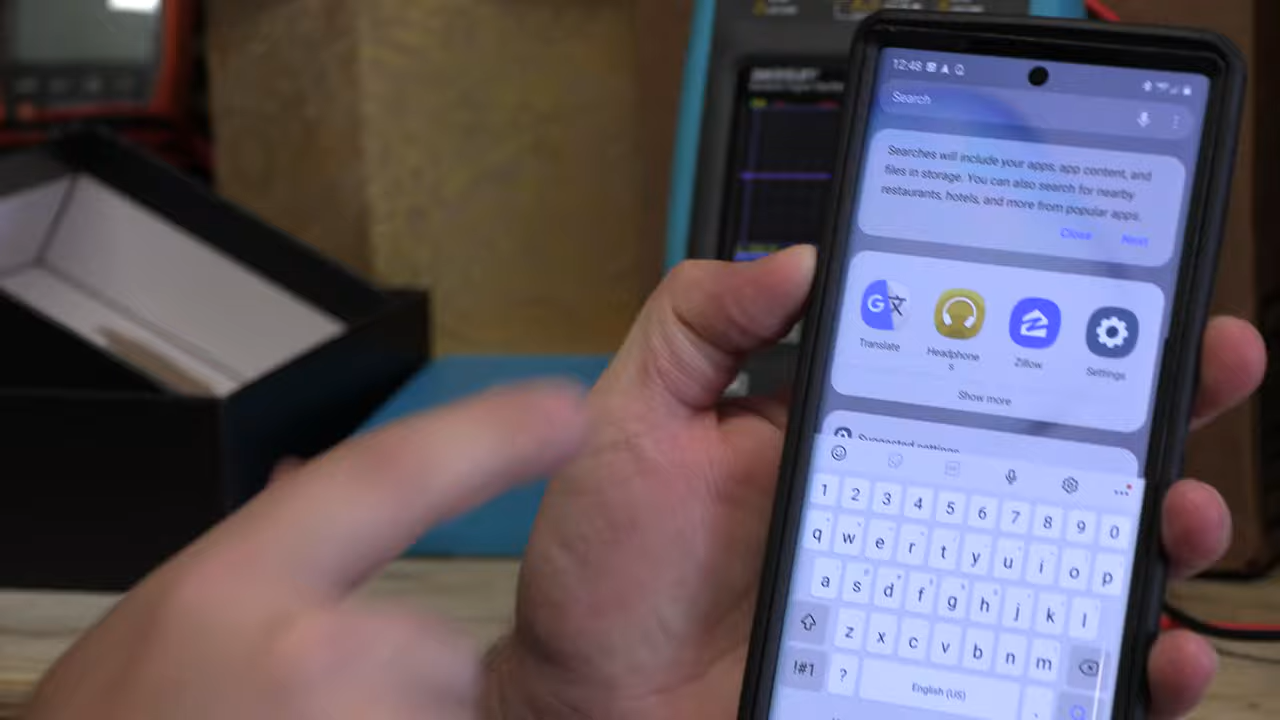 12:48
Search
Searches will include your apps, app content, and
files in storage. You can also search for nearby
restaurants, hotels, and more from popular apps.
Close Next
G 文
Translate Headphone Zillow Settings
s
Show more
Suggested settings
1 2 3 4 5 6 7 8 9 0
q w e r t y u i o p
a s d f g h j k l
z x c v b n m
!#1 ? English (US) .